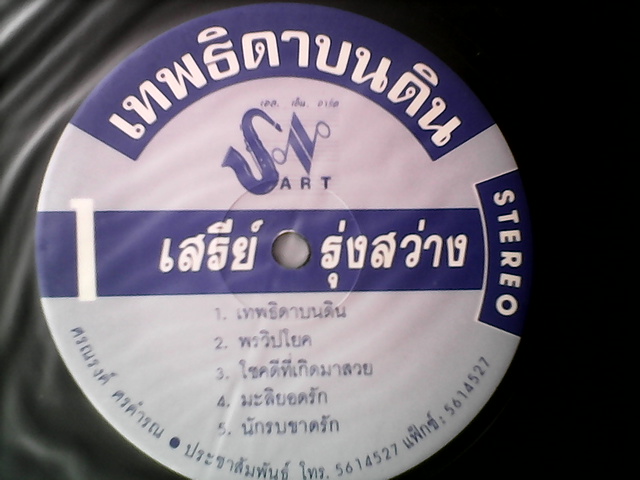 เทพธิดาบนดิน
เอส. เอ็น. อาร์ต
SN
ART
STEREO
1
เสรีย์ รุ่งสว่าง
1. เทพธิดาบนดิน
2. พรวิปโยค
3. โชคดีที่เกิดมาสวย
4. มะลิยอดรัก
5. นักรบขาดรัก
ศรณรงค์ ศรคำรณ ● ประชาสัมพันธ์ โทร. 5614527 แฟ็กซ์ : 5614527